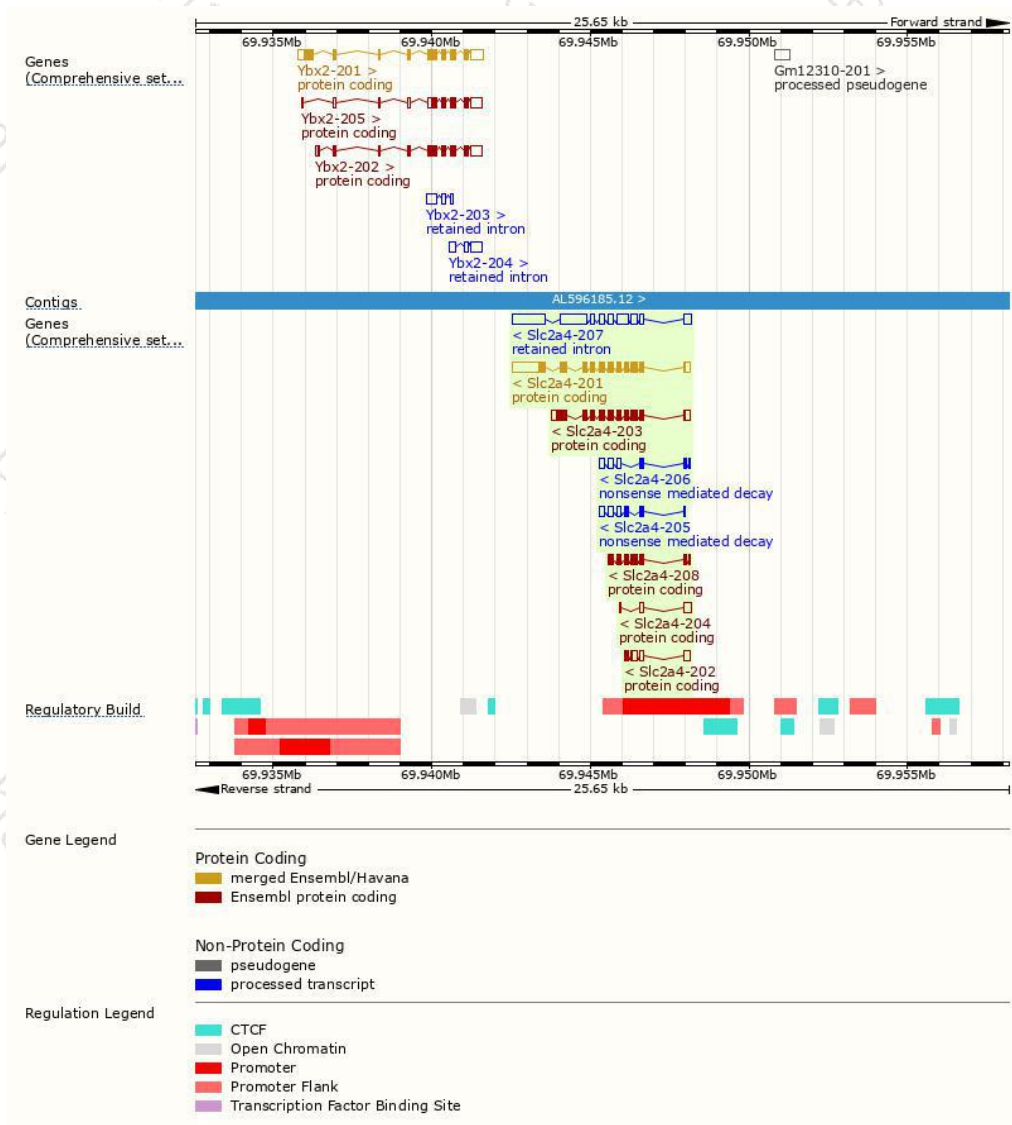 25.65 kb
Forward strand
69.935Mb 69.940Mb 69.945Mb 69.950Mb 69.955Mb
Genes
(Comprehensive set...
Ybx2-201 >
protein coding
Gm12310-201 >
processed pseudogene
Ybx2-205 >
protein coding
Ybx2-202 >
protein coding
Ybx2-203 >
retained intron
Ybx2-204 >
retained intron
Contigs
AL596185.12 >
Genes
(Comprehensive set...
< Slc2a4-207
retained intron
< Slc2a4-201
protein coding
< Slc2a4-203
protein coding
< Slc2a4-206
nonsense mediated decay
< Slc2a4-205
nonsense mediated decay
< Slc2a4-208
protein coding
< Slc2a4-204
protein coding
< Slc2a4-202
protein coding
Regulatory Build
69.935Mb 69.940Mb 69.945Mb 69.950Mb 69.955Mb
Reverse strand
25.65 kb
Gene Legend
Protein Coding
merged Ensembl/Havana
Ensembl protein coding
Non-Protein Coding
pseudogene
processed transcript
Regulation Legend
CTCF
Open Chromatin
Promoter
Promoter Flank
Transcription Factor Binding Site